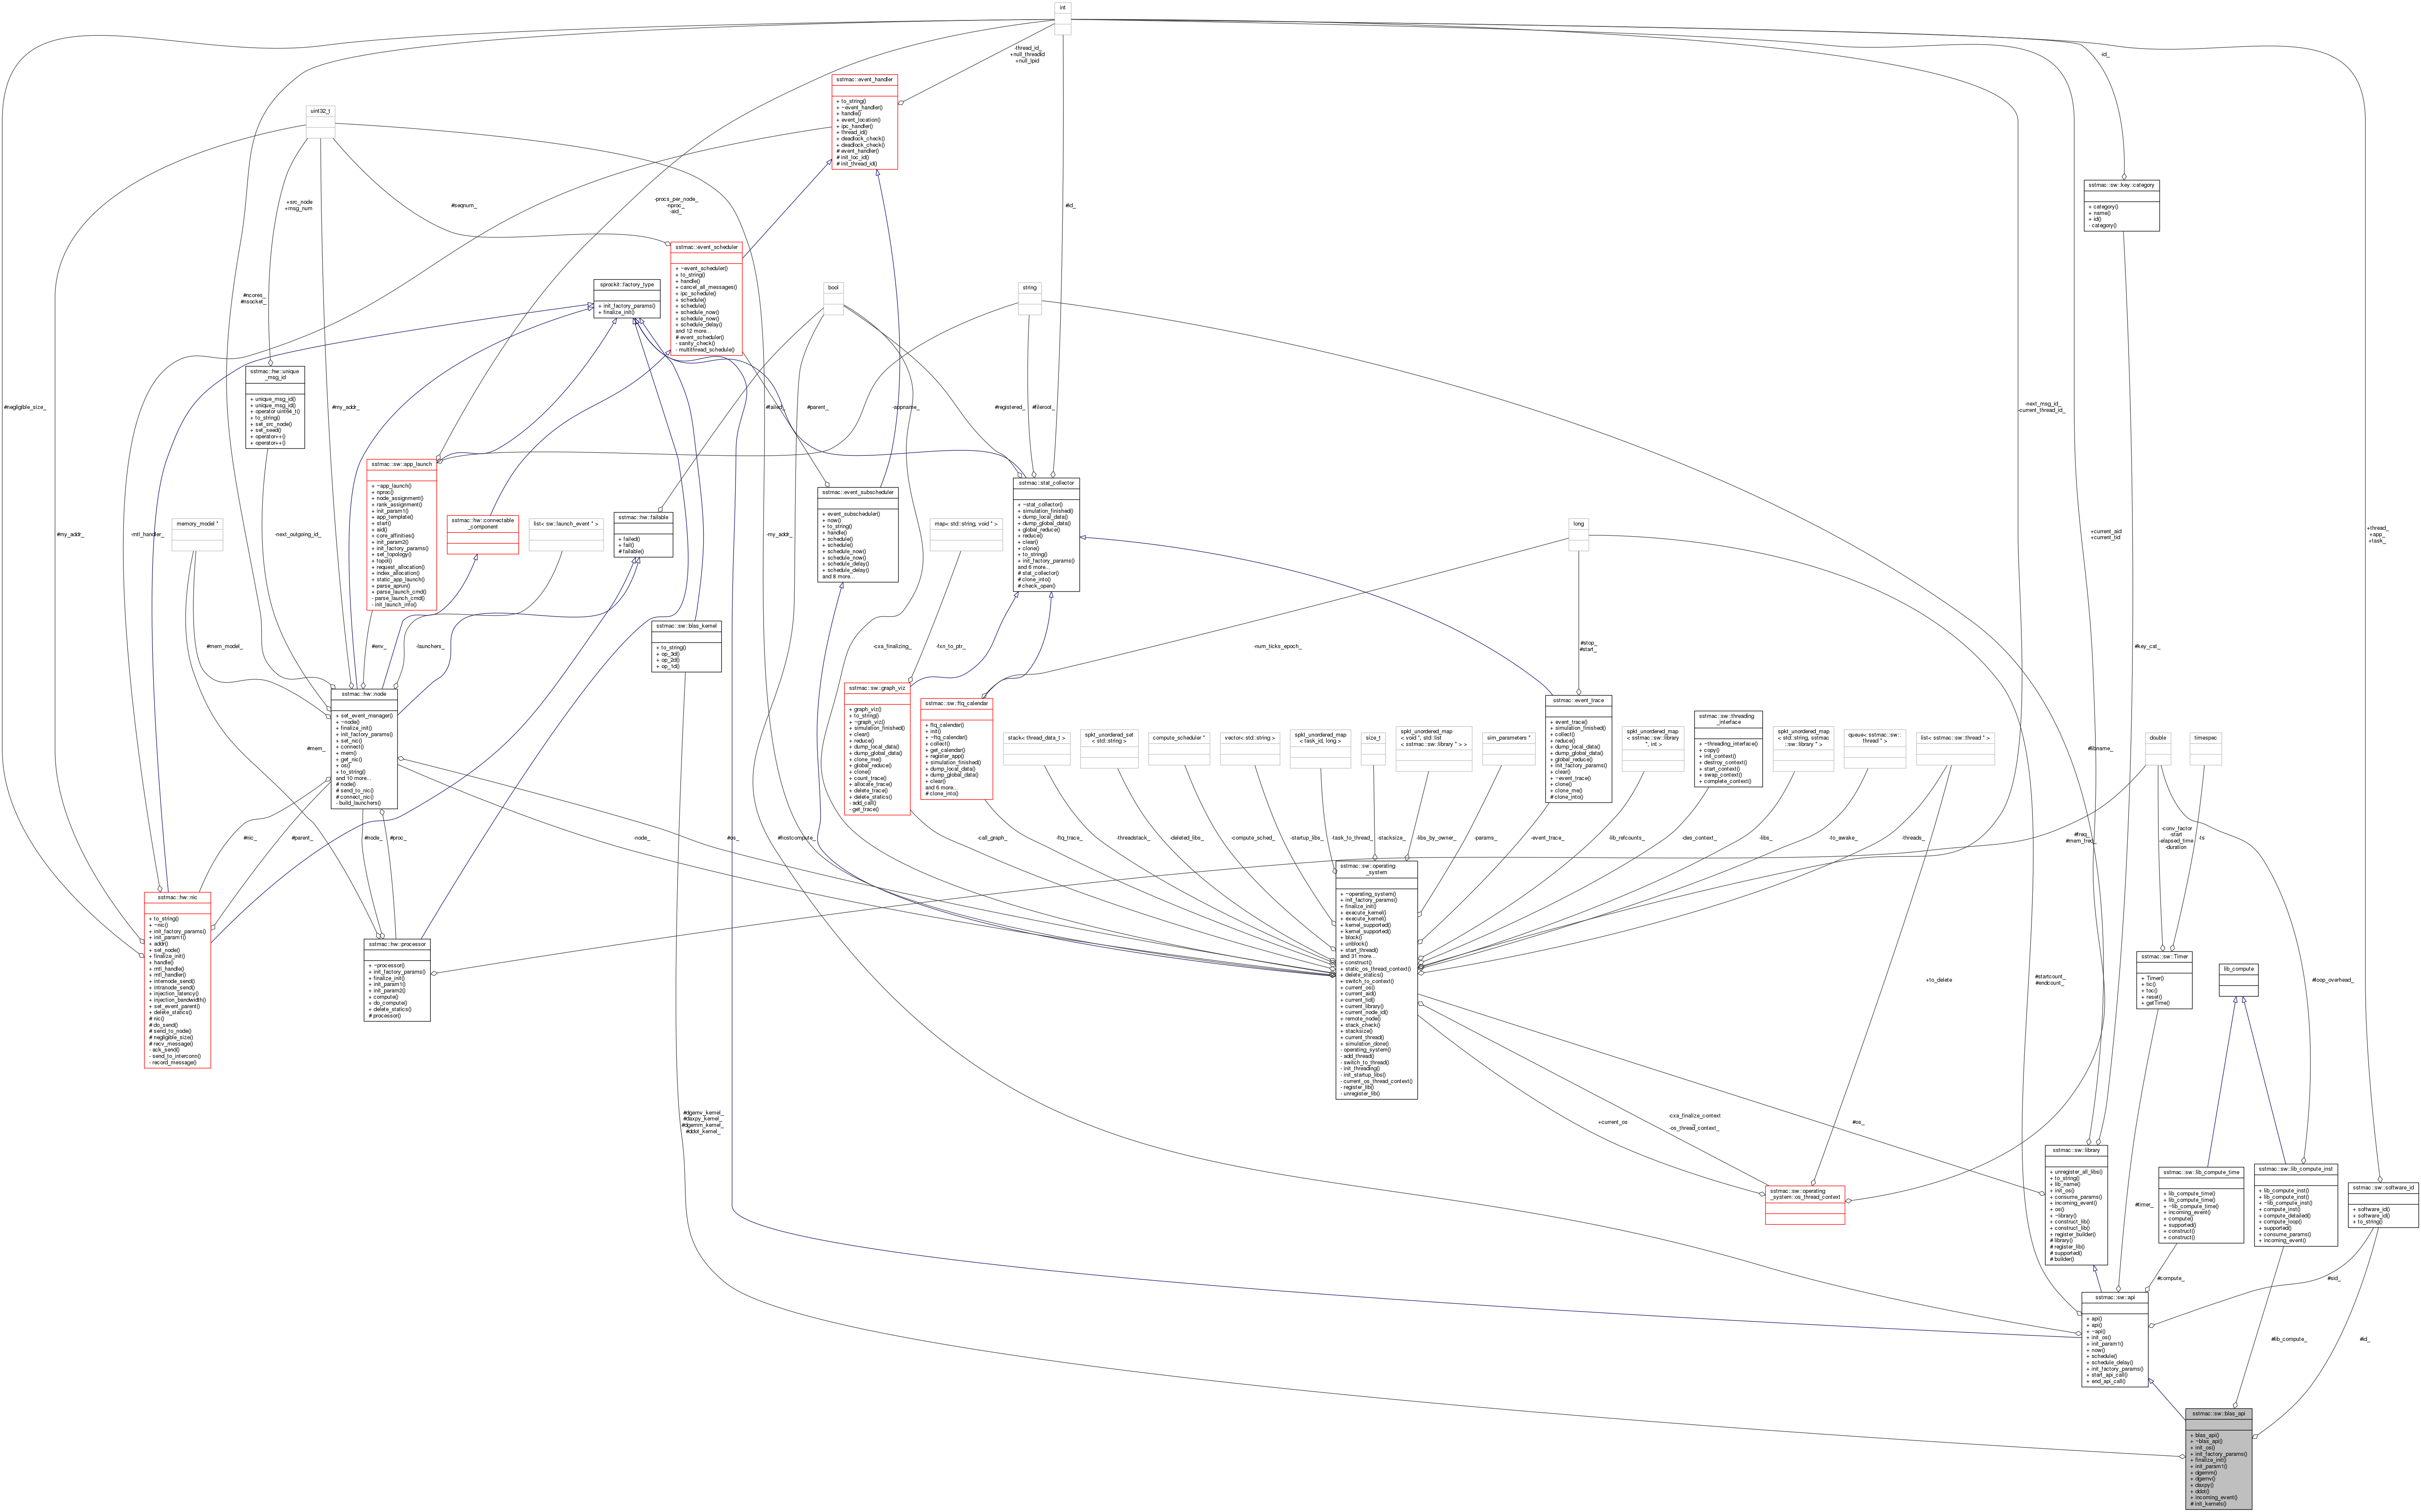 int
-thread_id_
+null_threadid
+null_lpid
-id_
sstmac::event_handler
+ to_string()
+ ~event_handler()
+ handle()
+ event_location()
+ ipc_handler()
+ thread_id()
+ deadlock_check()
+ deadlock_check()
# event_handler()
# init_loc_id()
# init_thread_id()
uint32_t
sstmac::sw::key::category
+ category()
+ name()
+ id()
- category()
+src_node
+msg_num
#seqnum_
-procs_per_node_
-nproc_
-aid_
#id_
sstmac::event_scheduler
+ ~event_scheduler()
+ to_string()
+ handle()
+ cancel_all_messages()
+ ipc_schedule()
+ schedule()
+ schedule()
+ schedule_now()
+ schedule_now()
+ schedule_delay()
and 12 more...
# event_scheduler()
- sanity_check()
- multithread_schedule()
sprockit::factory_type
+ init_factory_params()
+ finalize_init()
bool
string
#ncores_
#nsocket_
sstmac::hw::unique
_msg_id
+ unique_msg_id()
+ unique_msg_id()
+ operator uint64_t()
+ to_string()
+ set_src_node()
+ set_seed()
+ operator++()
+ operator++()
#negligible_size_
#my_addr_
#failed_
#parent_
-appname_
#registered_
#fileroot_
-next_msg_id_
-current_thread_id_
sstmac::sw::app_launch
+ ~app_launch()
+ nproc()
+ node_assignment()
+ rank_assignment()
+ init_param1()
+ app_template()
+ start()
+ aid()
+ core_affinities()
+ init_param2()
+ init_factory_params()
+ set_topology()
+ topol()
+ request_allocation()
+ index_allocation()
+ static_app_launch()
+ parse_aprun()
+ parse_launch_cmd()
- parse_launch_cmd()
- init_launch_info()
sstmac::event_subscheduler
+ event_subscheduler()
+ now()
+ to_string()
+ handle()
+ schedule()
+ schedule()
+ schedule_now()
+ schedule_now()
+ schedule_delay()
+ schedule_delay()
and 8 more...
sstmac::stat_collector
+ ~stat_collector()
+ simulation_finished()
+ dump_local_data()
+ dump_global_data()
+ global_reduce()
+ reduce()
+ clear()
+ clone()
+ to_string()
+ init_factory_params()
and 6 more...
# stat_collector()
# clone_into()
# check_open()
memory_model *
sstmac::hw::connectable
_component
list< sw::launch_event * >
sstmac::hw::failable
+ failed()
+ fail()
# failable()
map< std::string, void * >
long
#my_addr_
-mtl_handler_
-next_outgoing_id_
-my_addr_
+current_aid
+current_tid
+thread_
+app_
+task_
sstmac::sw::blas_kernel
+ to_string()
+ op_3d()
+ op_2d()
+ op_1d()
#mem_model_
#env_
-launchers_
-cxa_finalizing_
-fxn_to_ptr_
-num_ticks_epoch_
#stop_
#start_
#key_cat_
sstmac::hw::node
+ set_event_manager()
+ ~node()
+ finalize_init()
+ init_factory_params()
+ set_nic()
+ connect()
+ mem()
+ get_nic()
+ os()
+ to_string()
and 10 more...
# node()
# send_to_nic()
# connect_nic()
- build_launchers()
sstmac::sw::graph_viz
+ graph_viz()
+ to_string()
+ ~graph_viz()
+ simulation_finished()
+ clear()
+ reduce()
+ dump_local_data()
+ dump_global_data()
+ clone_me()
+ global_reduce()
+ clone()
+ count_trace()
+ allocate_trace()
+ delete_trace()
+ delete_statics()
- add_call()
- get_trace()
sstmac::sw::ftq_calendar
+ ftq_calendar()
+ init()
+ ~ftq_calendar()
+ collect()
+ get_calendar()
+ register_app()
+ simulation_finished()
+ dump_local_data()
+ dump_global_data()
+ clear()
and 6 more...
# clone_into()
stack< thread_data_t >
spkt_unordered_set
< std::string >
compute_scheduler *
vector< std::string >
spkt_unordered_map
< task_id, long >
size_t
spkt_unordered_map
< void *, std::list
< sstmac::sw::library * > >
sim_parameters *
sstmac::event_trace
+ event_trace()
+ simulation_finished()
+ collect()
+ reduce()
+ dump_local_data()
+ dump_global_data()
+ global_reduce()
+ init_factory_params()
+ clear()
+ ~event_trace()
+ clone()
+ clone_me()
# clone_into()
spkt_unordered_map
< sstmac::sw::library
*, int >
sstmac::sw::threading
_interface
+ ~threading_interface()
+ copy()
+ init_context()
+ destroy_context()
+ start_context()
+ swap_context()
+ complete_context()
spkt_unordered_map
< std::string, sstmac
::sw::library * >
queue< sstmac::sw::
thread * >
list< sstmac::sw::thread * >
double
timespec
#libname_
#mem_
#nic_
#parent_
#node_
#proc_
-node_
#os_
#hostcompute_
-call_graph_
-ftq_trace_
-threadstack_
-deleted_libs_
-compute_sched_
-startup_libs_
-task_to_thread_
-stacksize_
-libs_by_owner_
-params_
-event_trace_
-lib_refcounts_
-des_context_
-libs_
-to_awake_
-threads_
#freq_
#mem_freq_
-conv_factor
-start
-elapsed_time
-duration
-ts
sstmac::hw::nic
+ to_string()
+ ~nic()
+ init_factory_params()
+ init_param1()
+ addr()
+ set_node()
+ finalize_init()
+ handle()
+ mtl_handle()
+ mtl_handler()
+ internode_send()
+ intranode_send()
+ injection_latency()
+ injection_bandwidth()
+ set_event_parent()
+ delete_statics()
# nic()
# do_send()
# send_to_node()
# negligible_size()
# recv_message()
- ack_send()
- send_to_interconn()
- record_message()
sstmac::hw::processor
+ ~processor()
+ init_factory_params()
+ finalize_init()
+ init_param1()
+ init_param2()
+ compute()
+ do_compute()
+ delete_statics()
# processor()
sstmac::sw::operating
_system
+ ~operating_system()
+ init_factory_params()
+ finalize_init()
+ execute_kernel()
+ execute_kernel()
+ kernel_supported()
+ kernel_supported()
+ block()
+ unblock()
+ start_thread()
and 31 more...
+ construct()
+ static_os_thread_context()
+ delete_statics()
+ switch_to_context()
+ current_os()
+ current_aid()
+ current_tid()
+ current_library()
+ current_node_id()
+ remote_node()
+ stack_check()
+ stacksize()
+ current_thread()
+ simulation_done()
- operating_system()
- add_thread()
- switch_to_thread()
- init_threading()
- init_startup_libs()
- current_os_thread_context()
- register_lib()
- unregister_lib()
+to_delete
#startcount_
#endcount_
sstmac::sw::Timer
+ Timer()
+ tic()
+ toc()
+ reset()
+ getTime()
lib_compute
#loop_overhead_
#dgemv_kernel_
#daxpy_kernel_
#dgemm_kernel_
#ddot_kernel_
+current_os
-cxa_finalize_context
-os_thread_context_
#os_
sstmac::sw::operating
_system::os_thread_context
sstmac::sw::library
+ unregister_all_libs()
+ to_string()
+ lib_name()
+ init_os()
+ consume_params()
+ incoming_event()
+ os()
+ ~library()
+ construct_lib()
+ construct_lib()
+ register_builder()
# library()
# register_lib()
# supported()
# builder()
#timer_
sstmac::sw::lib_compute_time
+ lib_compute_time()
+ lib_compute_time()
+ ~lib_compute_time()
+ incoming_event()
+ compute()
+ supported()
+ construct()
+ construct()
sstmac::sw::lib_compute_inst
+ lib_compute_inst()
+ lib_compute_inst()
+ ~lib_compute_inst()
+ compute_inst()
+ compute_detailed()
+ compute_loop()
+ supported()
+ consume_params()
+ incoming_event()
sstmac::sw::software_id
+ software_id()
+ software_id()
+ to_string()
#compute_
#sid_
sstmac::sw::api
+ api()
+ api()
+ ~api()
+ init_os()
+ init_param1()
+ now()
+ schedule()
+ schedule_delay()
+ init_factory_params()
+ start_api_call()
+ end_api_call()
#lib_compute_
#id_
sstmac::sw::blas_api
+ blas_api()
+ ~blas_api()
+ init_os()
+ init_factory_params()
+ finalize_init()
+ init_param1()
+ dgemm()
+ dgemv()
+ daxpy()
+ ddot()
+ incoming_event()
# init_kernels()